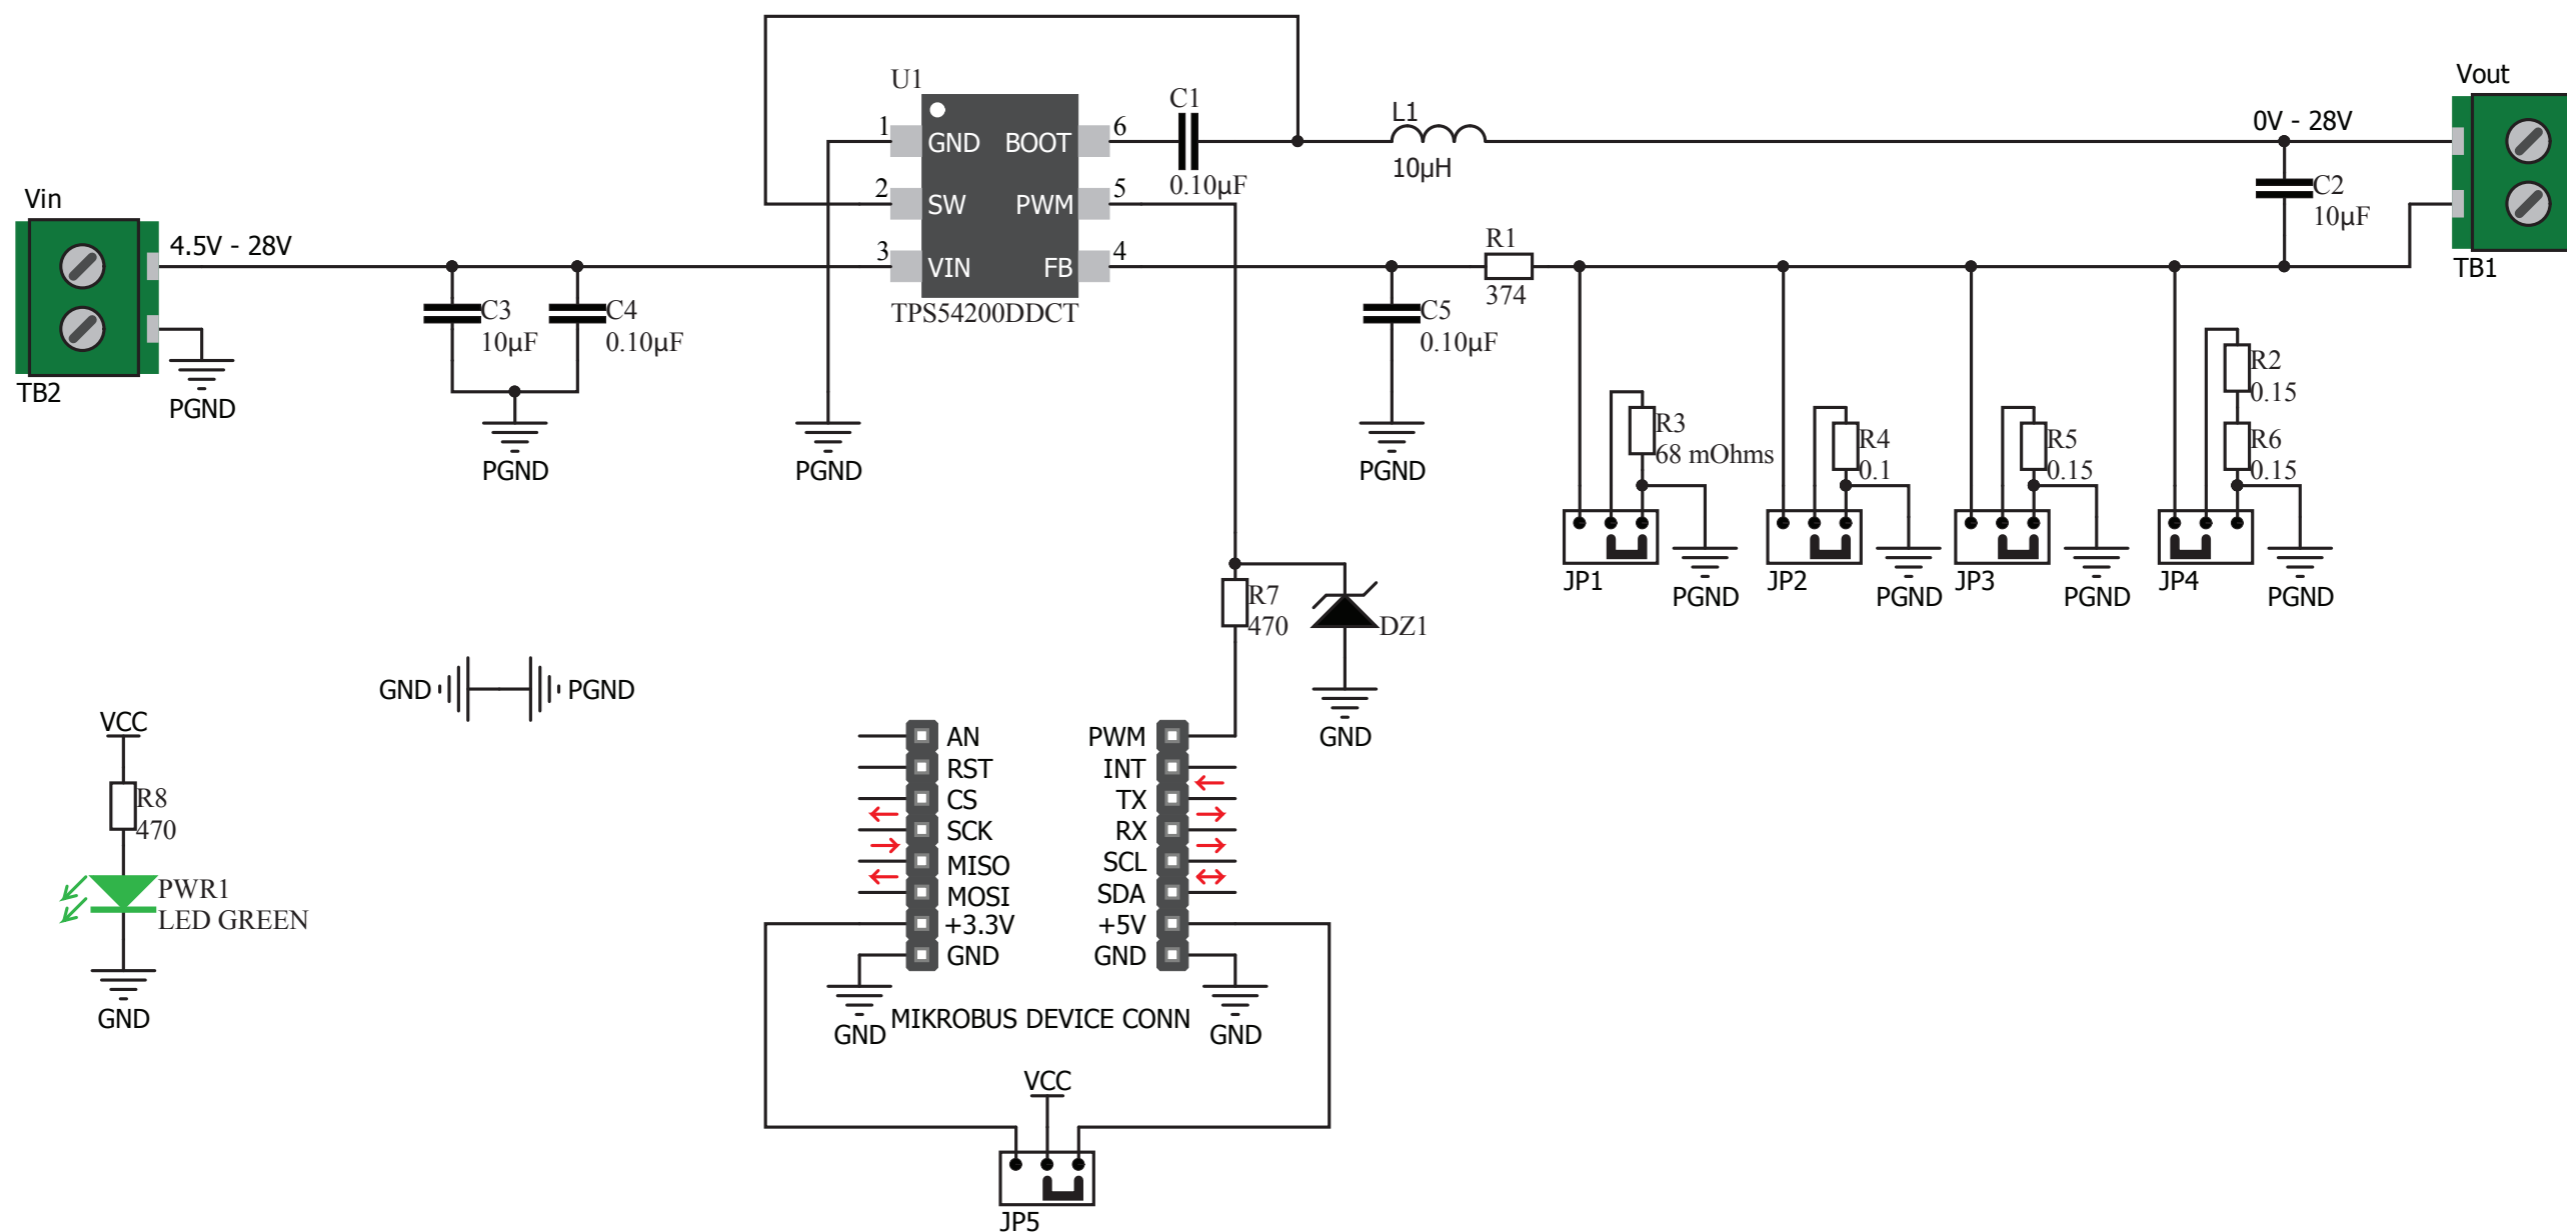 U1
C1
L1
Vout
1
GND
BOOT
6
0V - 28V
10µH
0.10µF
Vin
2
SW
PWM
5
C2
10µF
4.5V - 28V
3
VIN
FB
4
R1
TB1
TPS54200DDCT
374
C3
10µF
C4
0.10µF
C5
0.10µF
TB2
PGND
PGND
PGND
PGND
R2
0.15
R3
68 mOhms
R4
0.1
R5
0.15
R6
0.15
JP1
PGND
JP2
PGND
JP3
PGND
JP4
PGND
R7
470
DZ1
GND
GND
PGND
VCC
R8
470
PWR1
LED GREEN
GND
AN
PWM
RST
INT
CS
TX
SCK
RX
MISO
SCL
MOSI
SDA
+3.3V
+5V
GND
GND
GND
MIKROBUS DEVICE CONN
GND
VCC
JP5